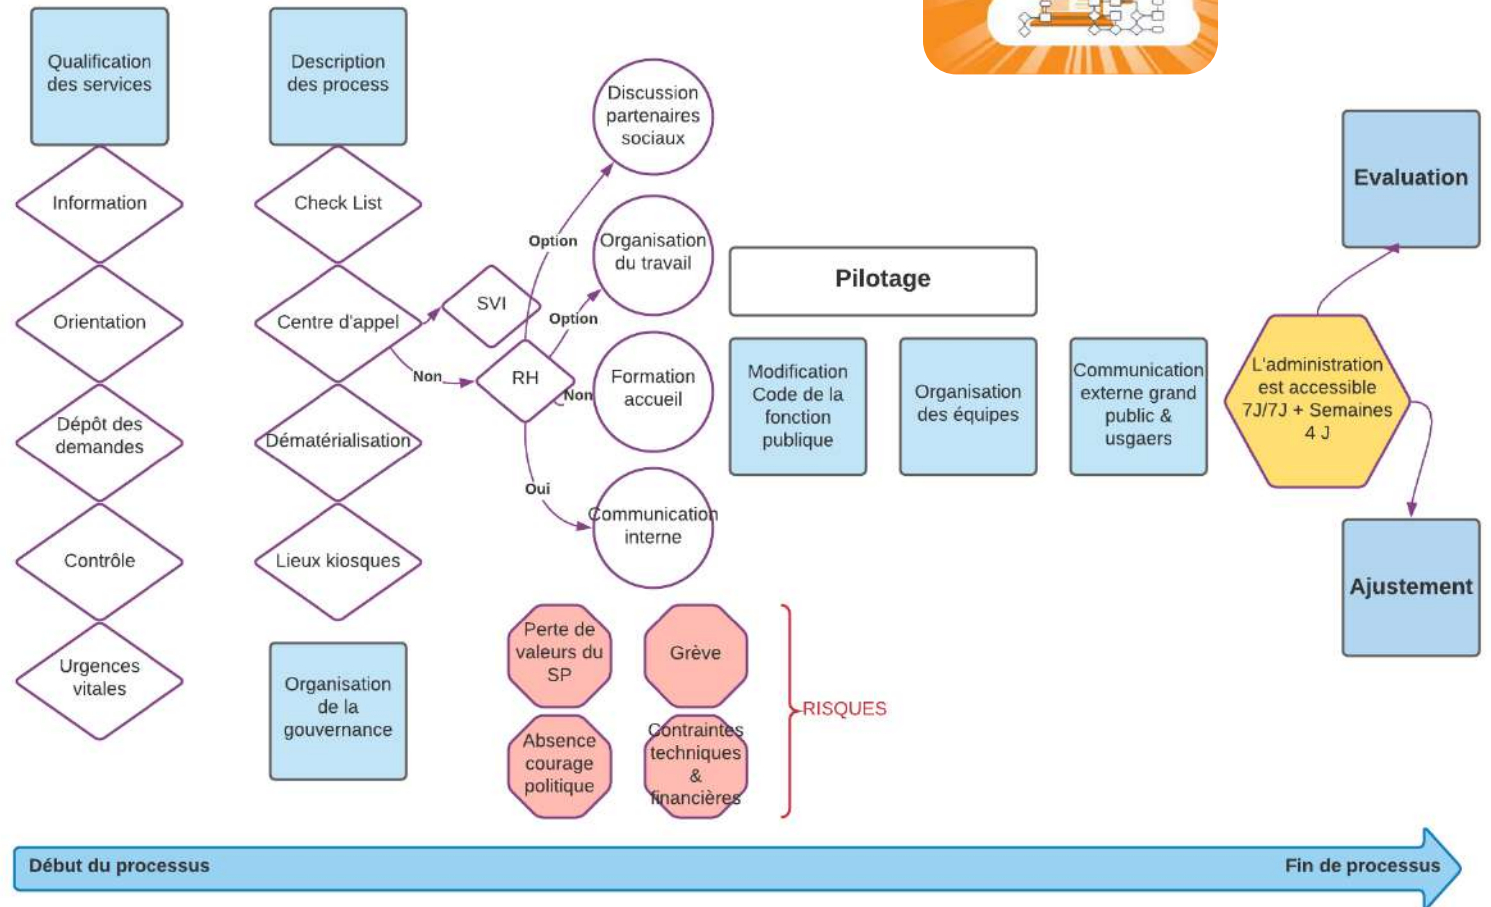 Qualification
des services
Information
Orientation
Dépôt des
demandes
Contrôle
Urgences
vitales
Description
des process
Check List
Centre d'appel
Dématérialisation
Lieux kiosques
Organisation
de la
gouvernance
SVI
Non
RH
Option
Option
Non
Oui
Discussion
partenaires
sociaux
Organisation
du travail
Formation
accueil
Communication
interne
Perte de
valeurs du
SP
Grève
Absence
courage
politique
Contraintes
techniques
&
financières
RISQUES
Pilotage
Modification
Code de la
fonction
publique
Organisation
des équipes
Communication
externe grand
public &
usgaers
L'administration
est accessible
7J/7J + Semaines
4 J
Evaluation
Ajustement
Début du processus
Fin de processus